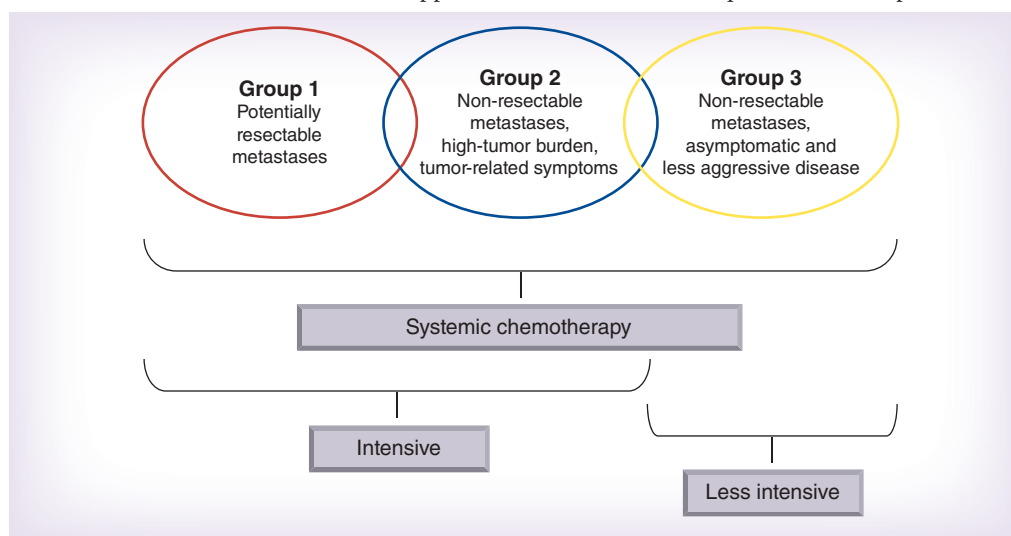 Group 1
Potentially
resectable
metastases
Group 2
Non-resectable
metastases,
high-tumor burden,
tumor-related symptoms
Group 3
Non-resectable
metastases,
asymptomatic and
less aggressive disease
Systemic chemotherapy
Intensive
Less intensive